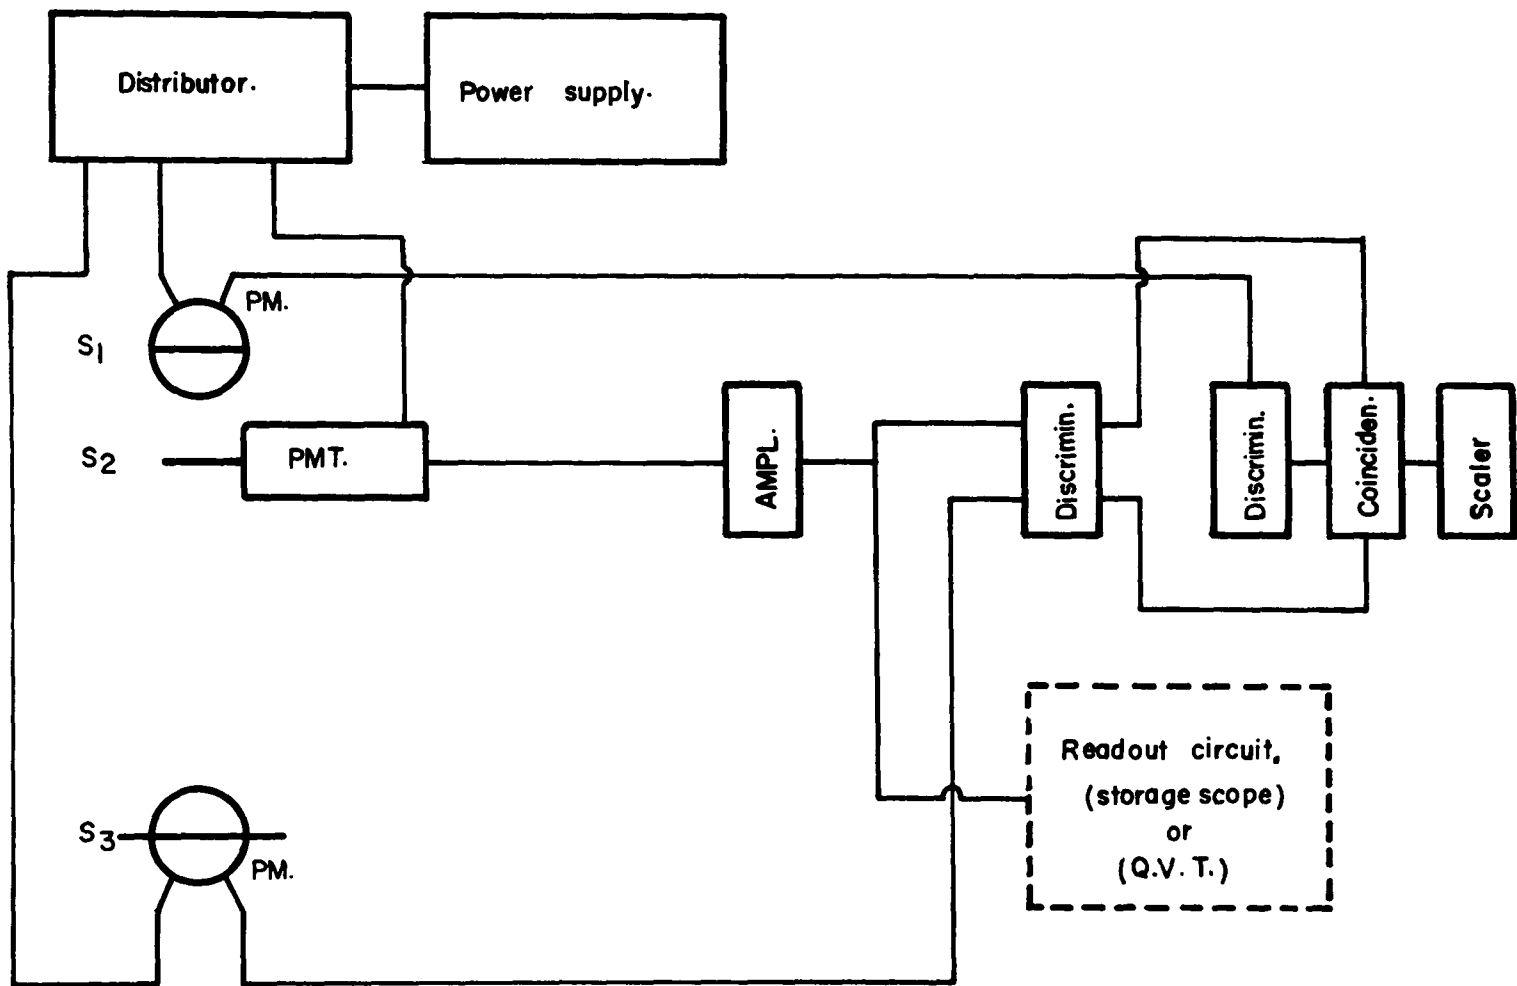 Distributor.
Power supply.
PM.
S1
S2
PMT.
AMPL.
Discrimin.
Discrimin.
Coinciden.
Scaler
Readout circuit,
(storage scope)
or
(Q.V.T.)
S3
PM.